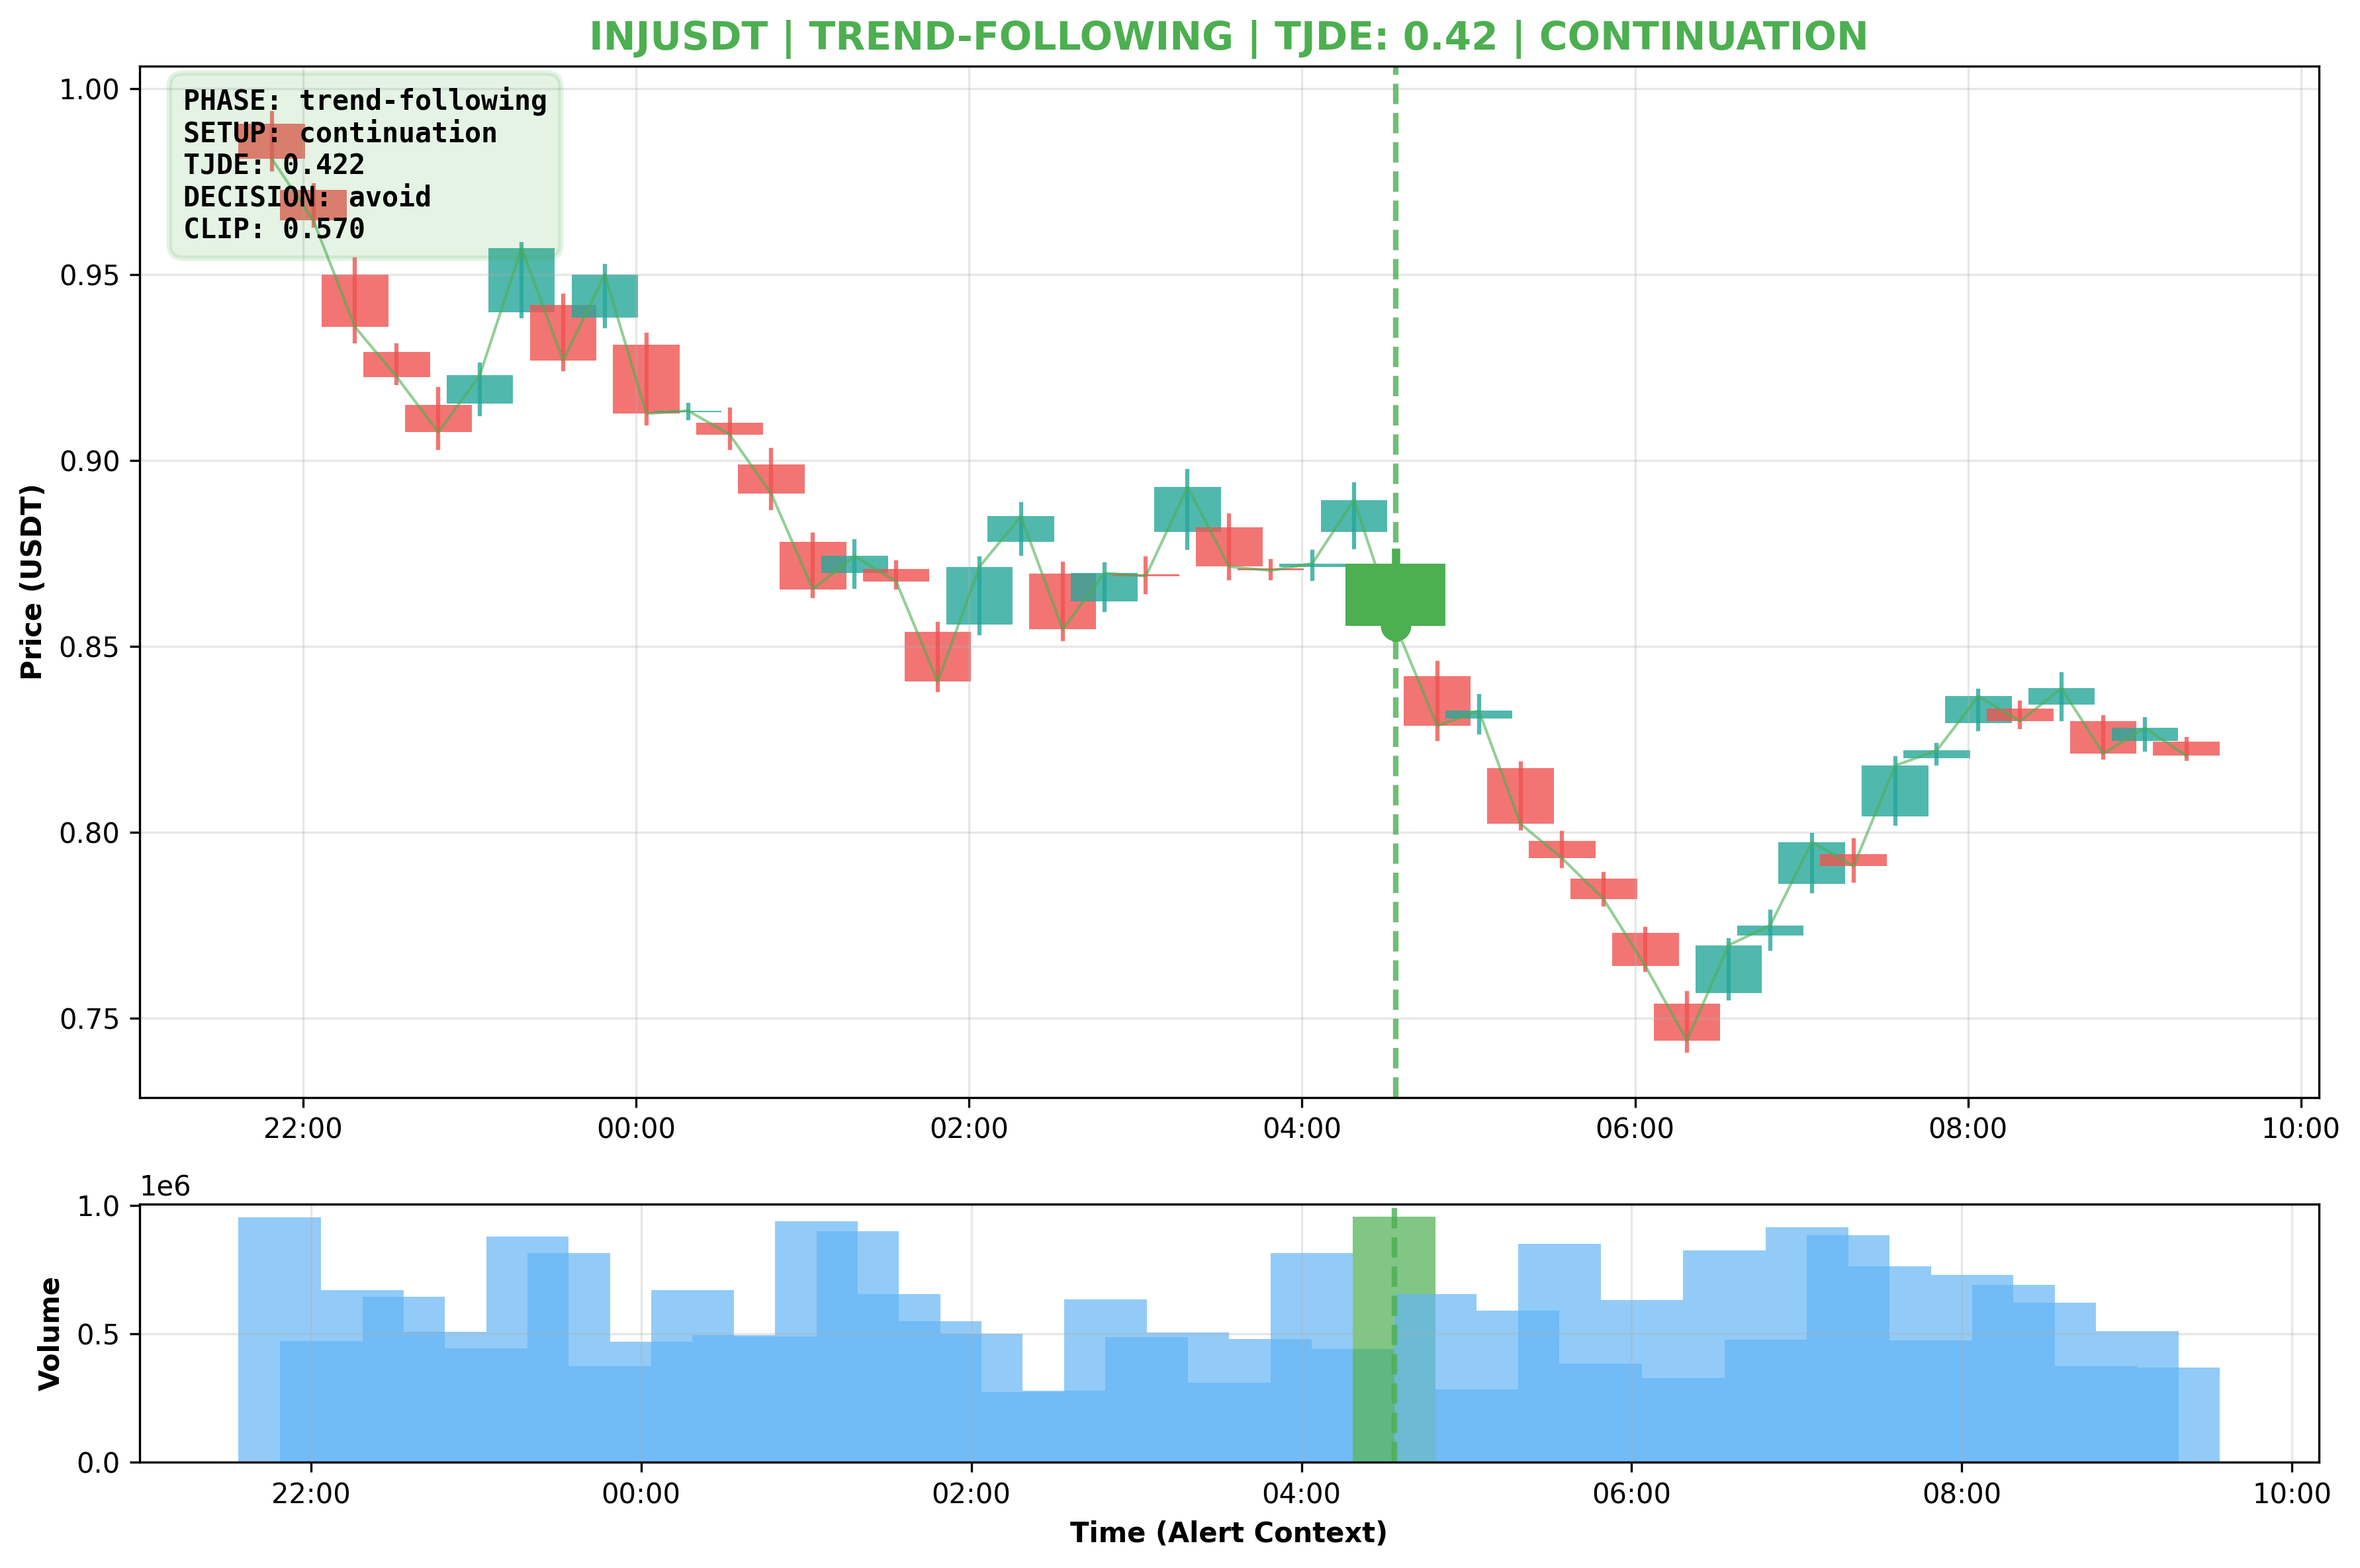 INJUSDT | TREND-FOLLOWING | TJDE: 0.42 | CONTINUATION
PHASE: trend-following
SETUP: continuation
TJDE: 0.422
DECISION: avoid
CLIP: 0.570
Price (USDT)
1.00
0.95
0.90
0.85
0.80
0.75
22:00 00:00 02:00 04:00 06:00 08:00 10:00
1e6
Volume
1.0
0.5
0.0
22:00 00:00 02:00 04:00 06:00 08:00 10:00
Time (Alert Context)